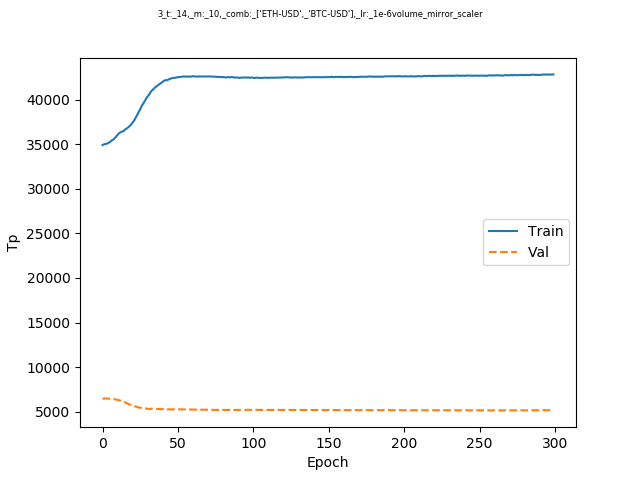 3_t:_14,_m:_10,_comb:_['ETH-USD',_'BTC-USD'],_lr:_1e-6volume_mirror_scaler
40000
35000
30000
25000
20000
15000
10000
5000
Tp
Train
Val
0 50 100 150 200 250 300
Epoch